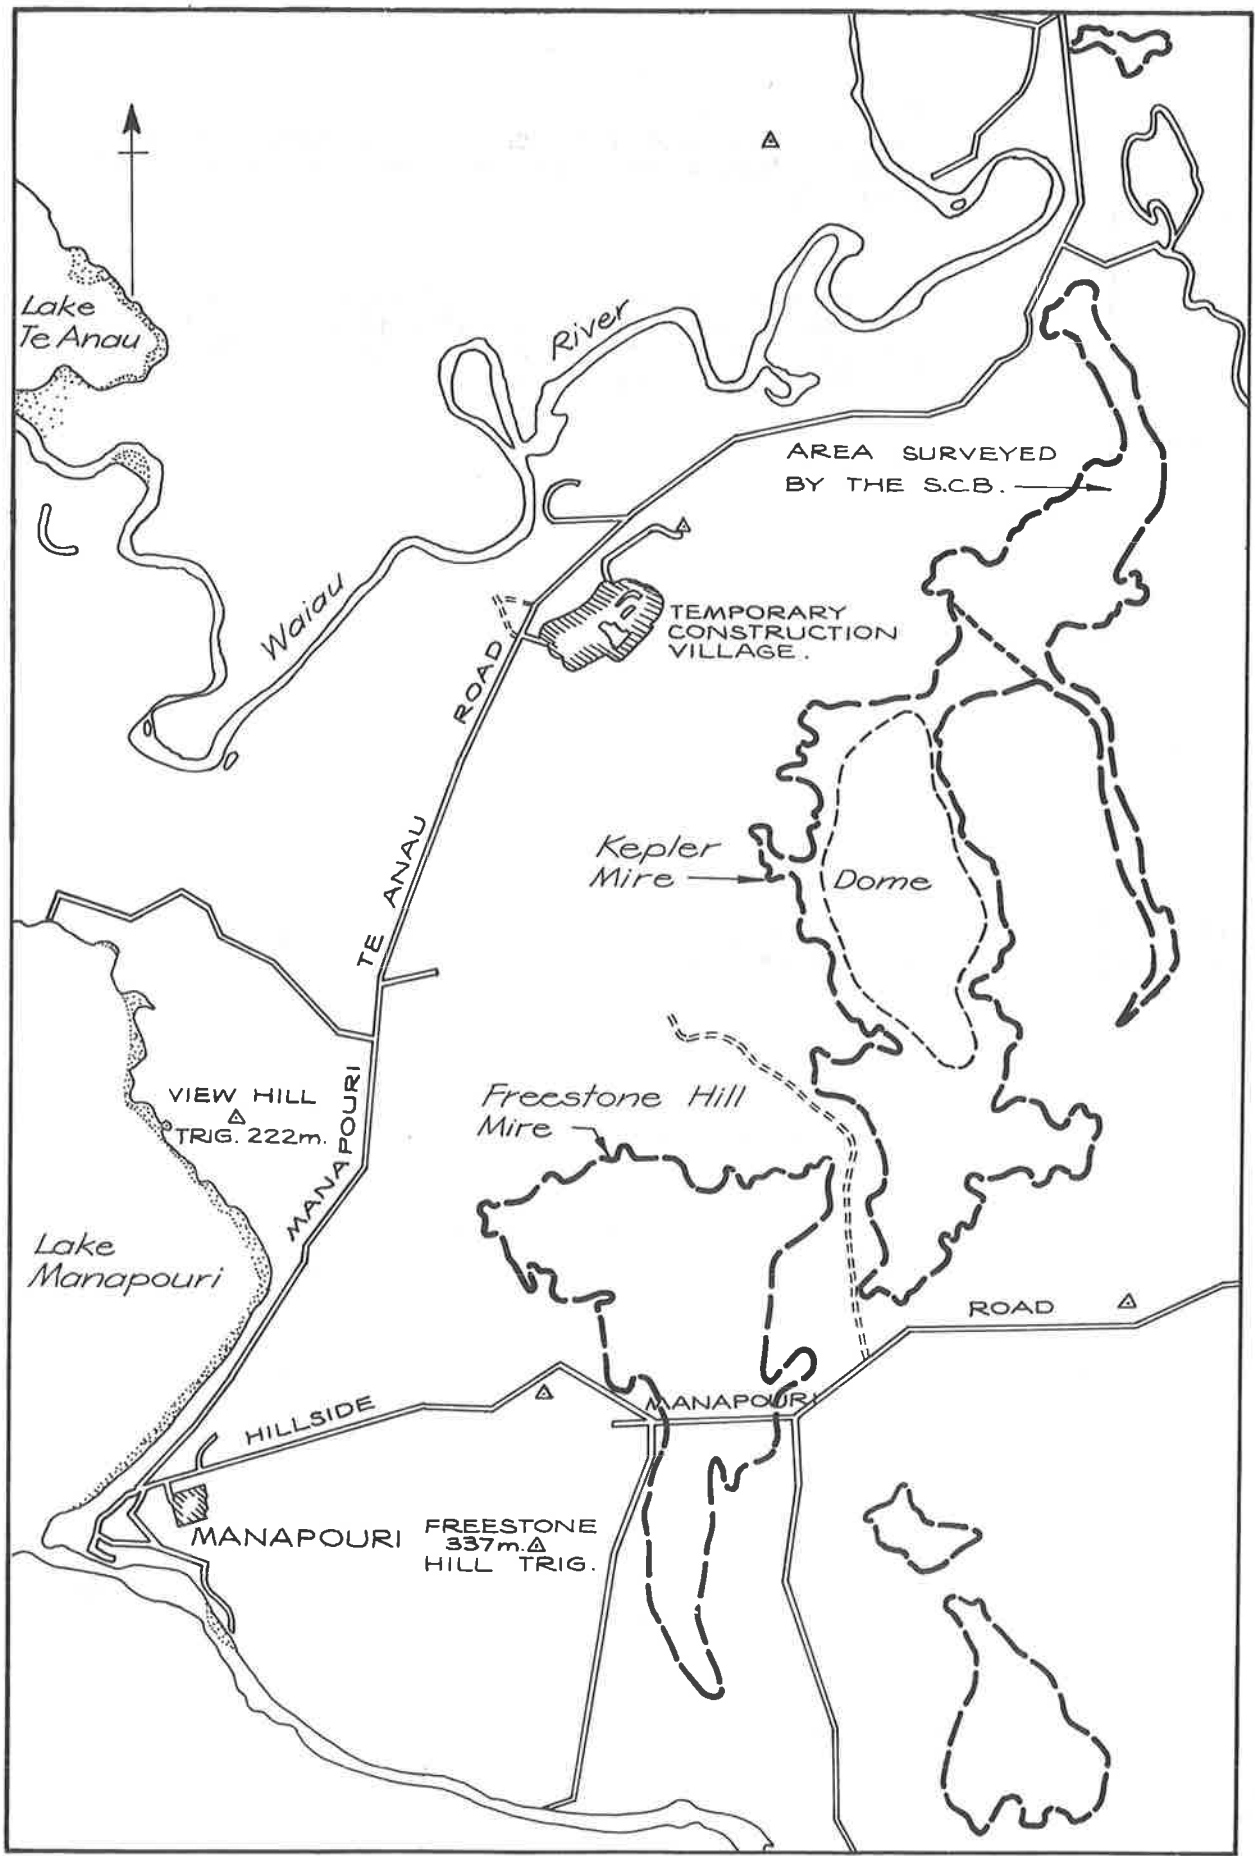 Lake
Te Anau
River
AREA SURVEYED
BY THE S.C.B.
Waiau
TEMPORARY
CONSTRUCTION
VILLAGE.
MANAPOURI TE ANAU ROAD
Kepler
Mire
Dome
VIEW HILL
TRIG. 222m.
Freestone Hill
Mire
Lake
Manapouri
HILLSIDE MANAPOURI ROAD
MANAPOURI
FREESTONE
337m.
HILL TRIG.